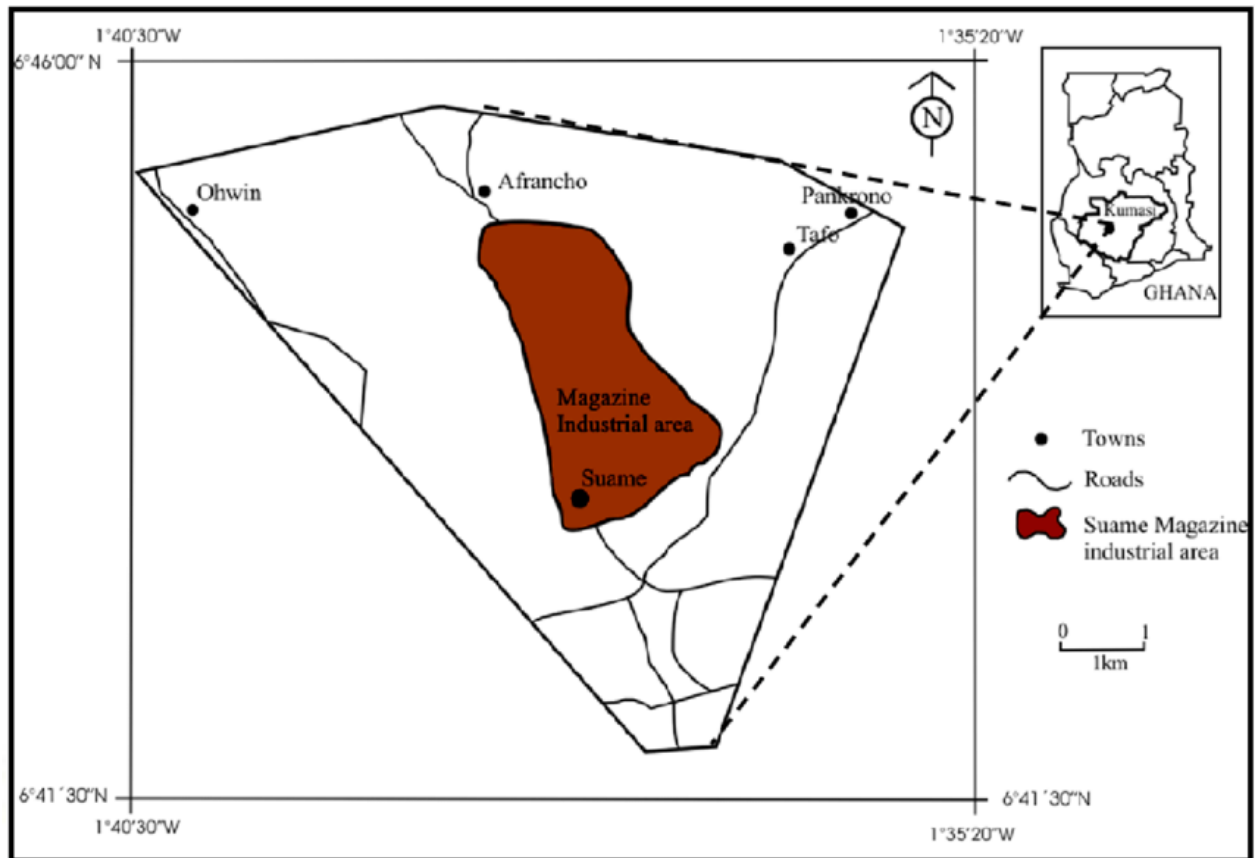 1°40'30"W
1°35'20"W
6°46'00" N
N
Ohwin
Afrancho
Pankrono
Tafo
Kumasi
GHANA
Magazine
Industrial area
Suame
Towns
Roads
Suame Magazine
industrial area
0 1
1km
6°41´30"N
6°41´30"N
1°40'30"W
1°35'20"W